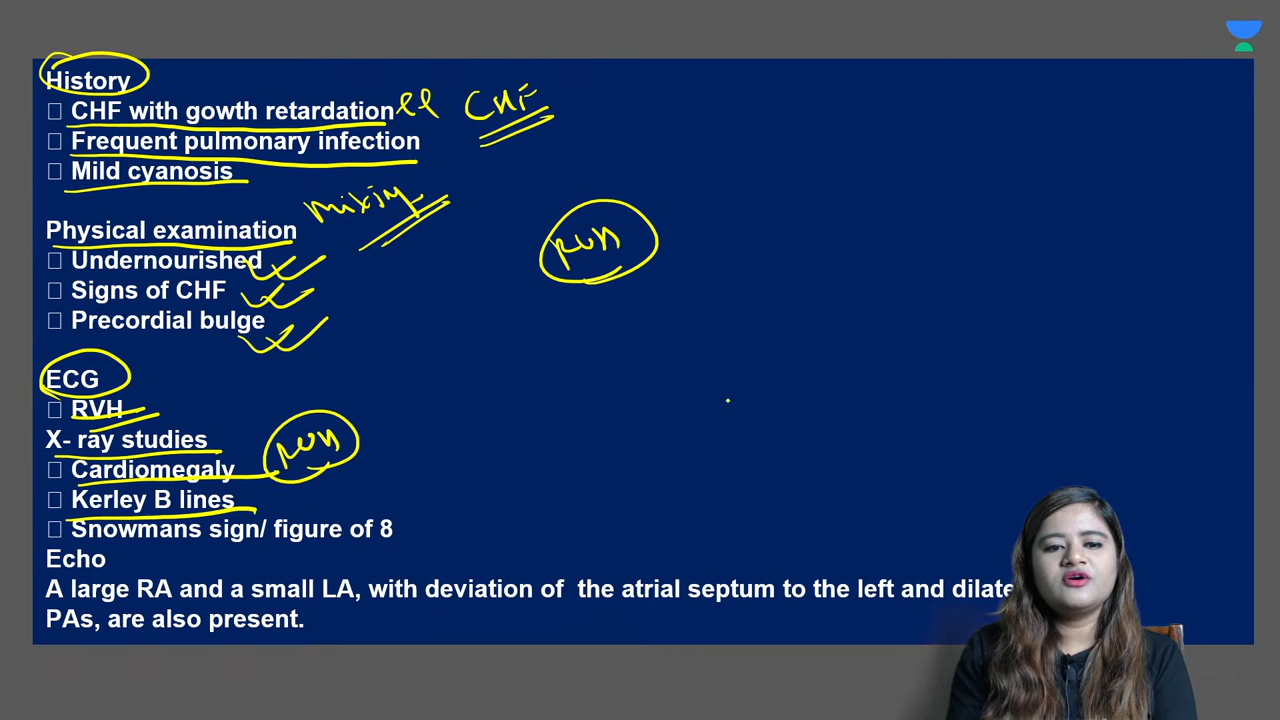 History
CHF with gowth retardation CHF
Frequent pulmonary infection
Mild cyanosis
mixing
Physical examination
Undernourished
Signs of CHF
Precordial bulge
ECG
RVH
X- ray studies
Cardiomegaly
Kerley B lines
Snowmans sign/ figure of 8
Echo
A large RA and a small LA, with deviation of the atrial septum to the left and dilate
PAs, are also present.